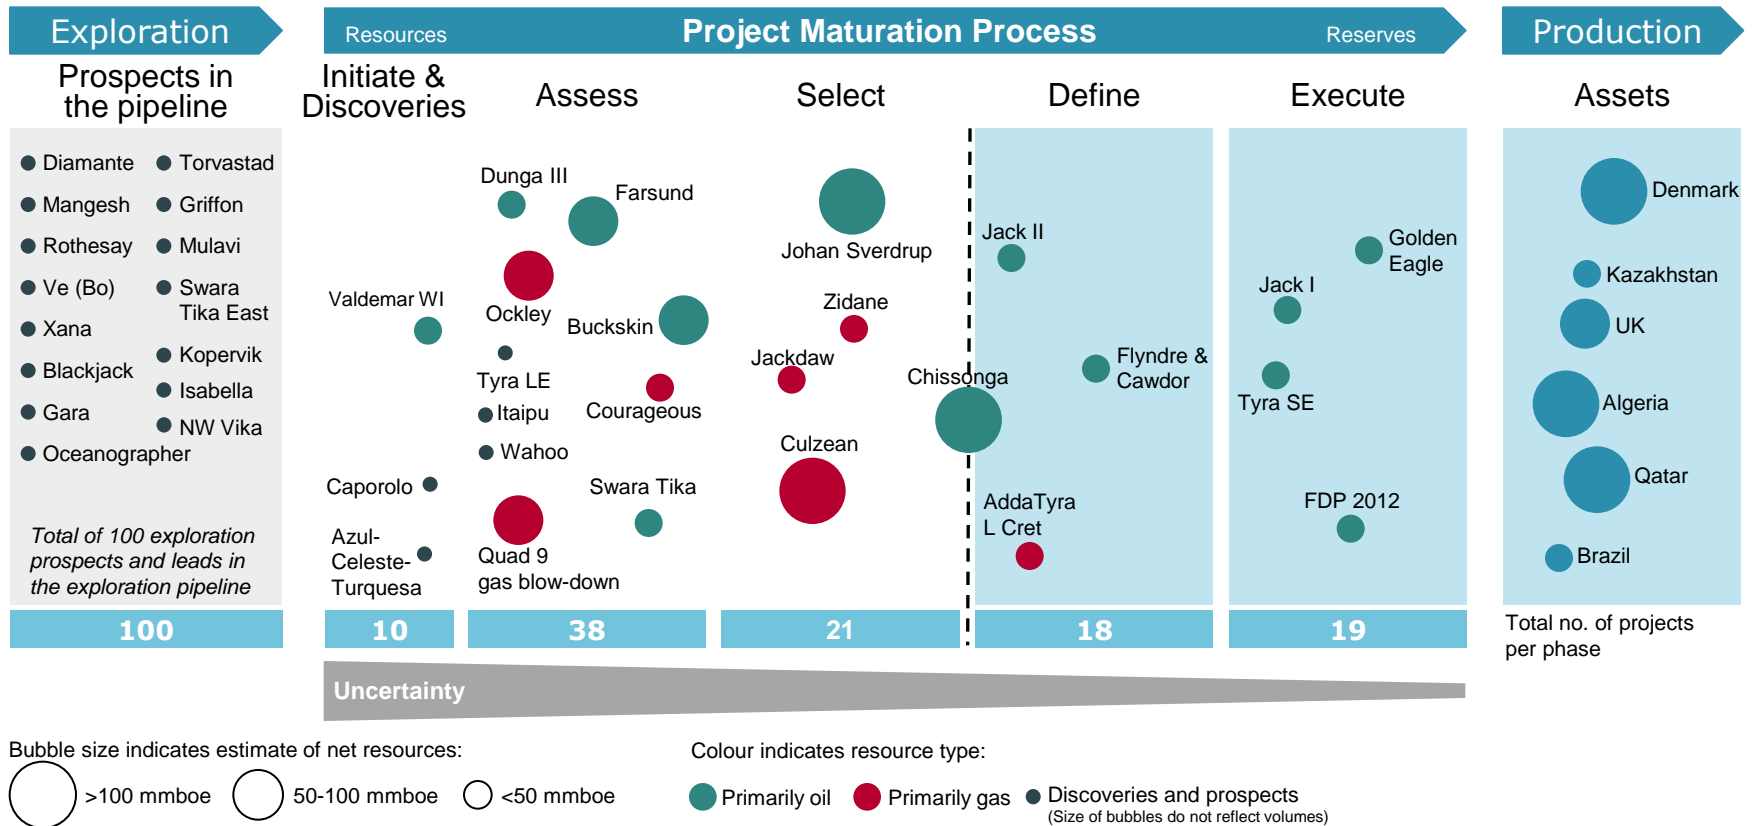 Exploration
Resources
Project Maturation Process
Reserves
Production
Prospects in
the pipeline
Initiate &
Discoveries
Assess
Select
Define
Execute
Assets
Diamante
Mangesh
Rothesay
Ve (Bo)
Xana
Blackjack
Gara
Oceanographer
Torvastad
Griffon
Mulavi
Swara
Tika East
Kopervik
Isabella
NW Vika
Total of 100 exploration
prospects and leads in
the exploration pipeline
Valdemar WI
Caporolo
Azul-
Celeste-
Turquesa
Dunga III
Farsund
Ockley
Buckskin
Tyra LE
Courageous
Itaipu
Wahoo
Swara Tika
Quad 9
gas blow-down
Johan Sverdrup
Zidane
Jackdaw
Culzean
Chissonga
Jack II
Flyndre &
Cawdor
AddaTyra
L Cret
Golden
Eagle
Jack I
Tyra SE
FDP 2012
Denmark
Kazakhstan
UK
Algeria
Qatar
Brazil
100
10
38
21
18
19
Total no. of projects
per phase
Uncertainty
Bubble size indicates estimate of net resources:
>100 mmboe
50-100 mmboe
<50 mmboe
Colour indicates resource type:
Primarily oil
Primarily gas
Discoveries and prospects
(Size of bubbles do not reflect volumes)